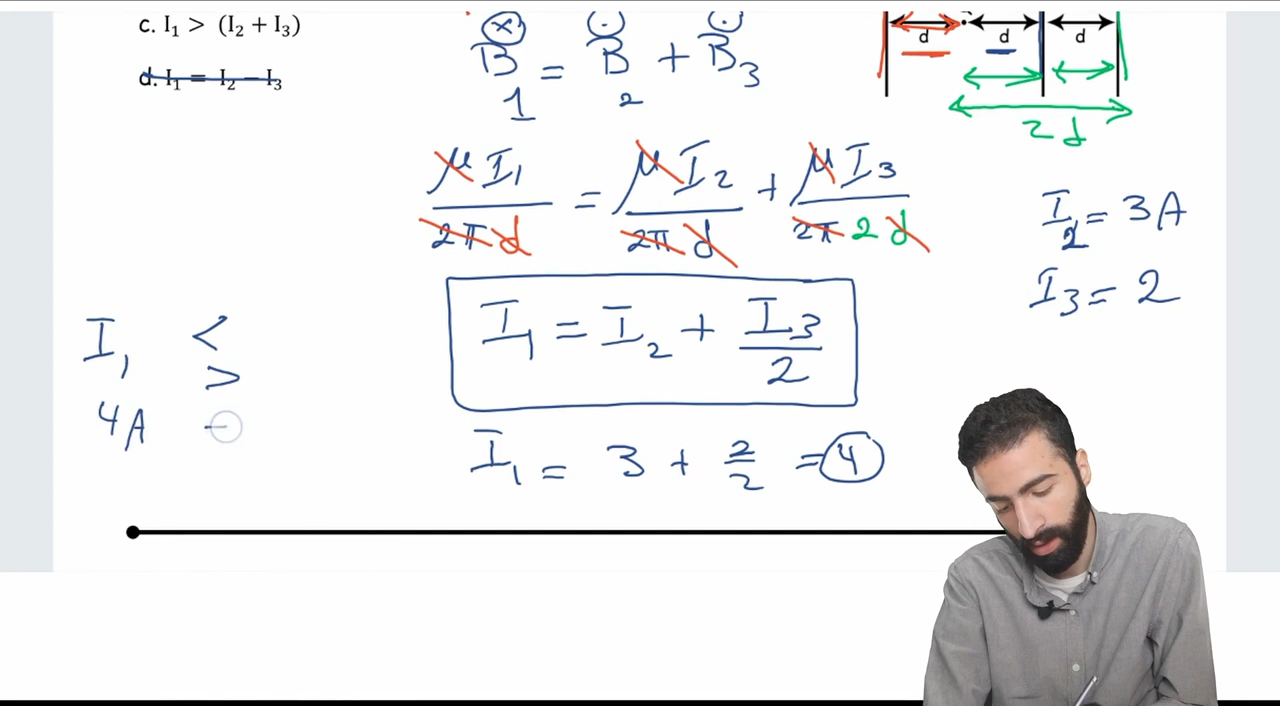 c. I₁ > (I₂ + I₃)
d. I₁ = I₂ − I₃
B₁ = B₂ + B₃
d d d
2d
μI₁/2πd = μI₂/2πd + μI₃/2π2d
I₂ = 3A
I₃ = 2
I₁ = I₂ + I₃/2
I₁ <
>
4A
I₁ = 3 + 2/2 = 4